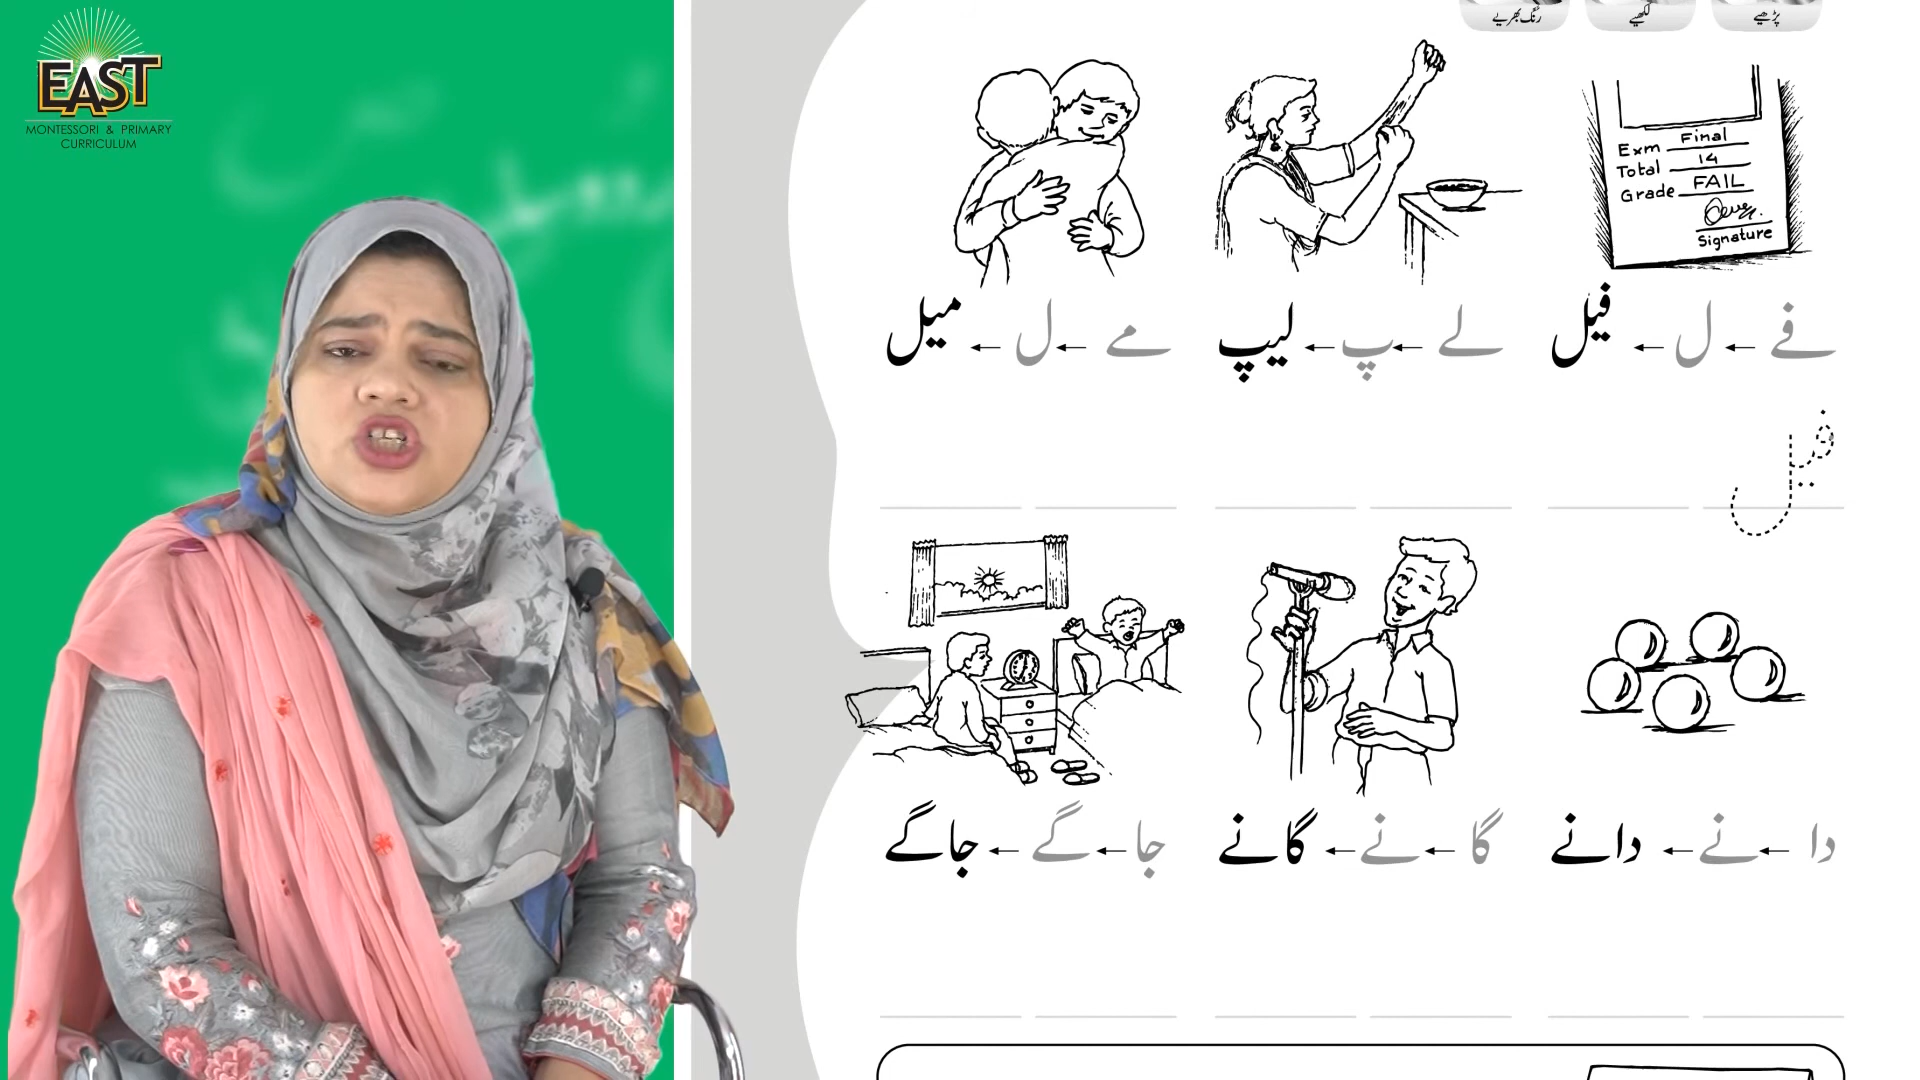 EAST
MONTESSORI & PRIMARY
CURRICULUM
پڑھیے لکھیے رنگ بھریے
Exm Final
Total 14
Grade FAIL
Signature
فے ← ل ← فیل
لے ← پ ← لیپ
مے ← ل ← میل
فیل
دا ← نے ← دانے
گا ← نے ← گانے
جا ← گے ← جاگے